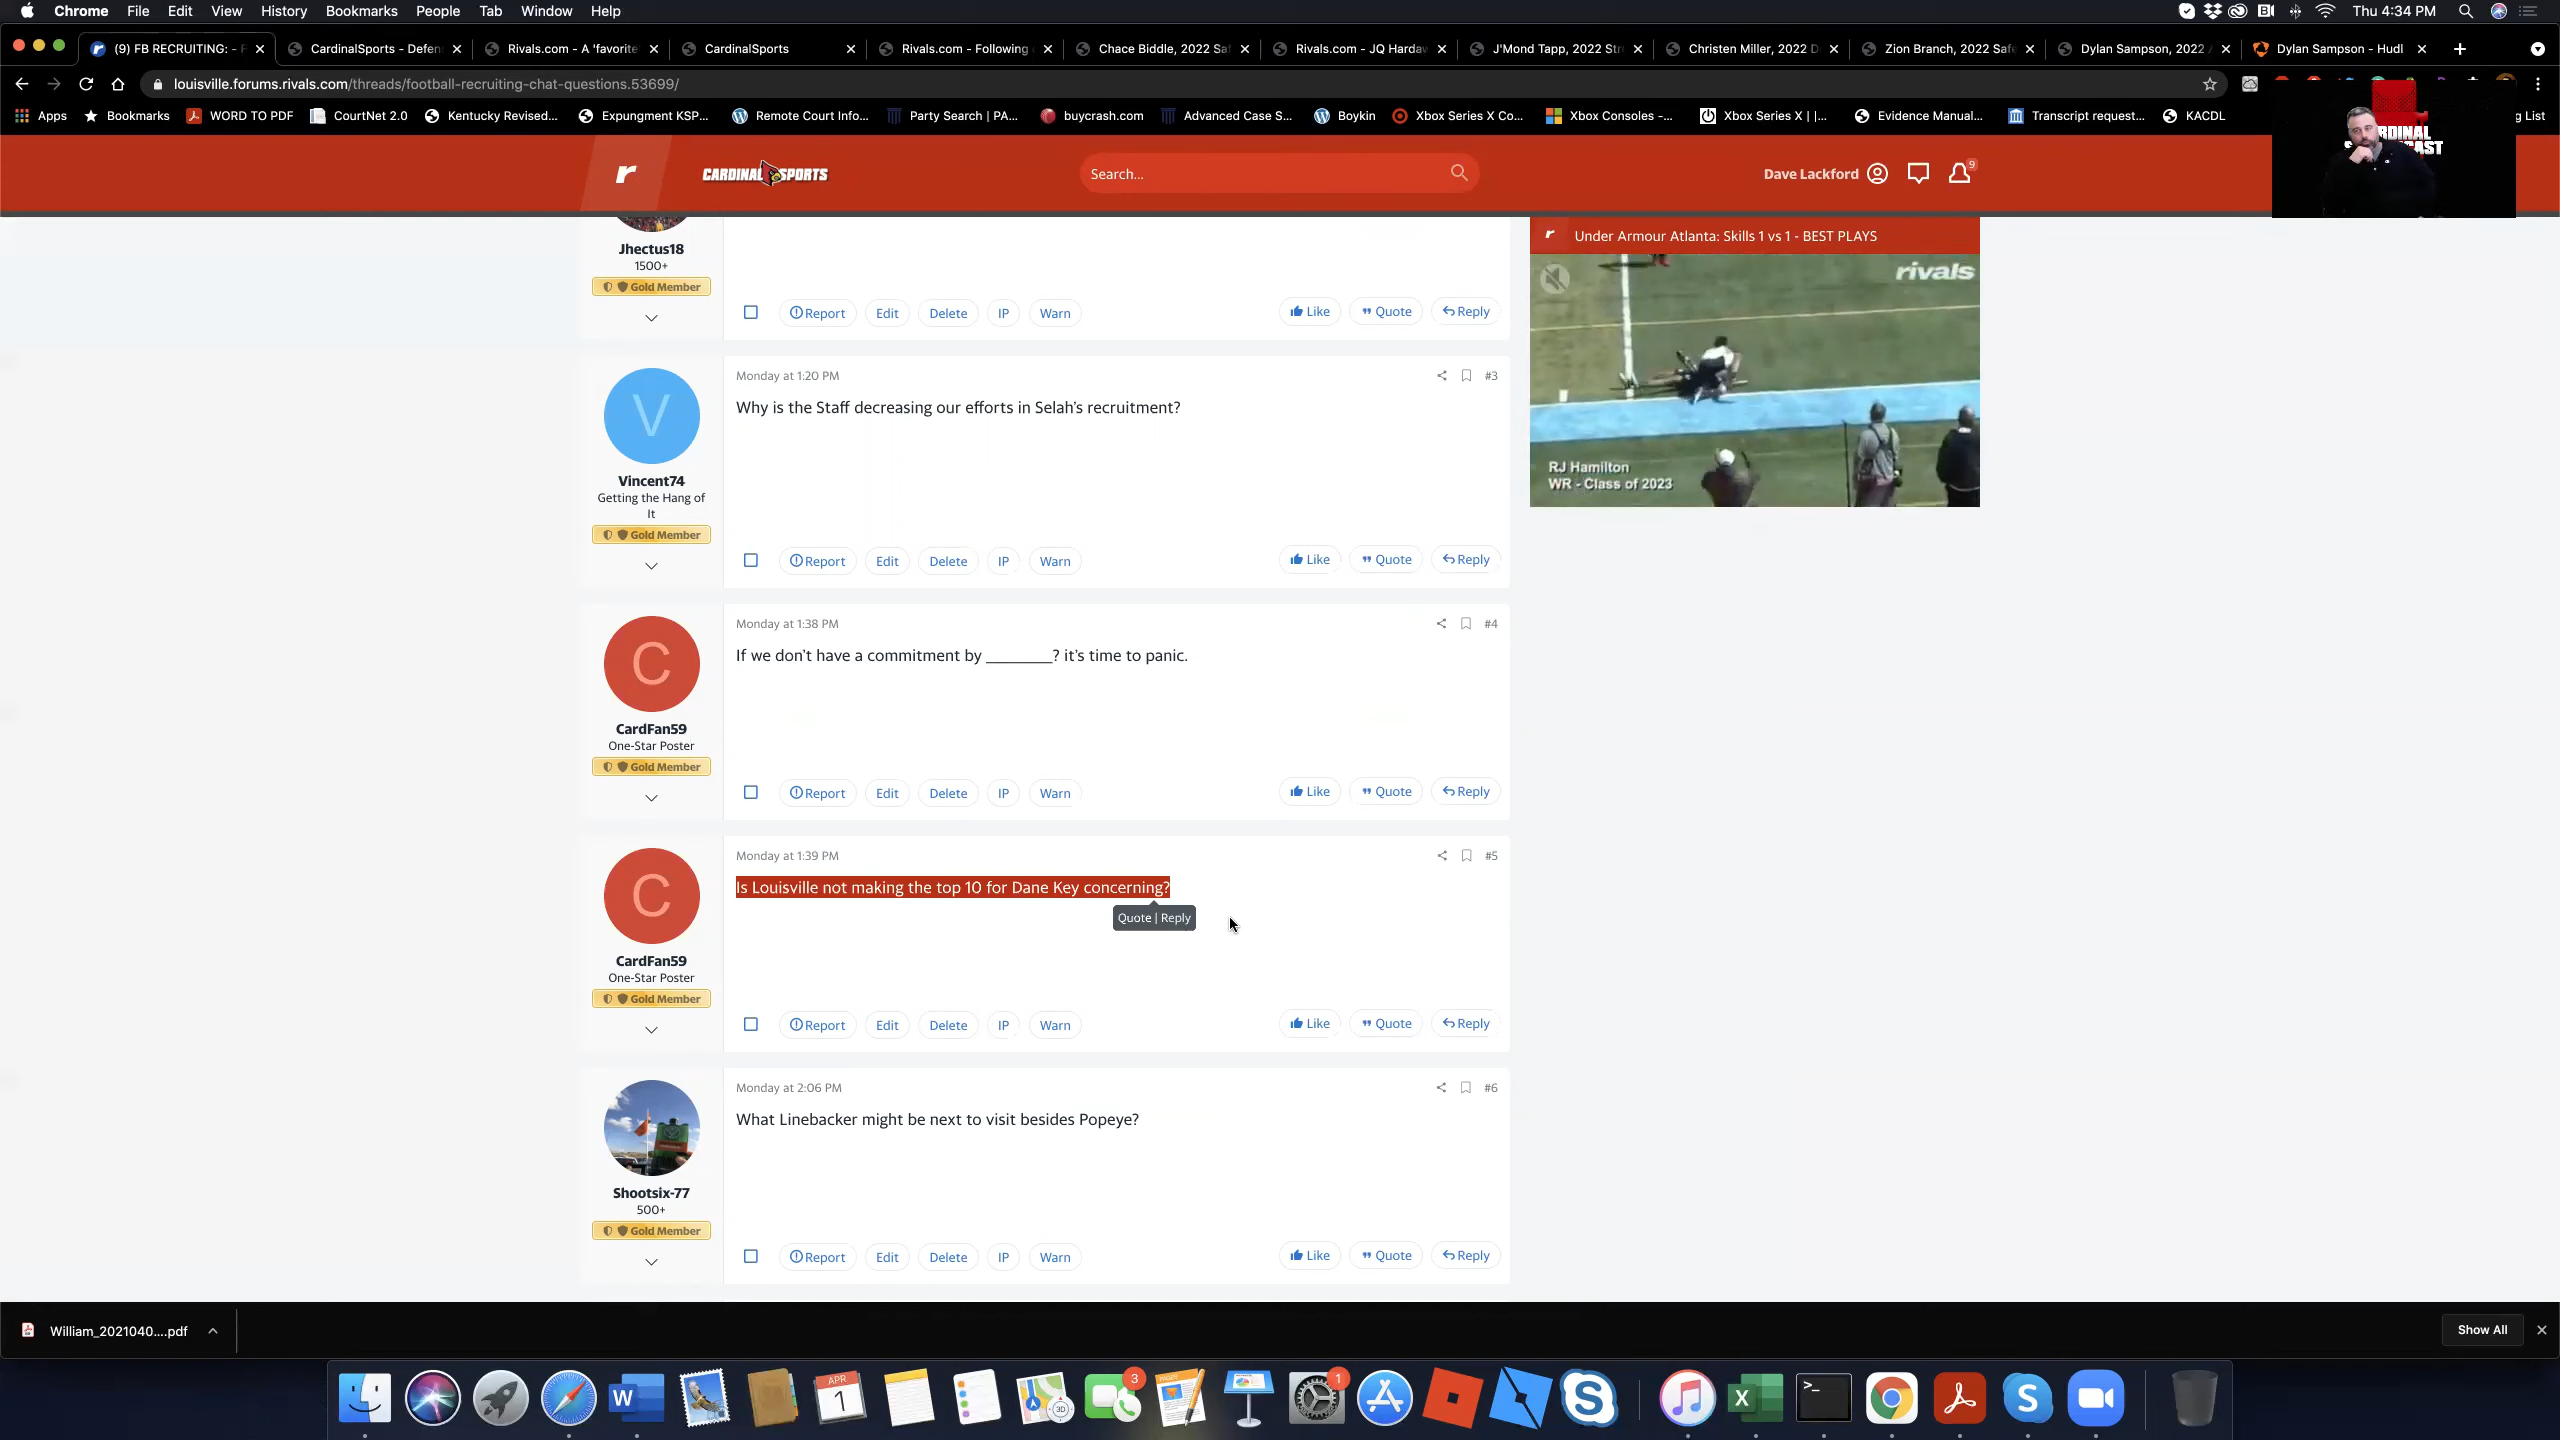 Chrome File Edit View History Bookmarks People Tab Window Help
Thu 4:34 PM
(9) FB RECRUITING: - F
CardinalSports - Defen
Rivals.com - A 'favorite
CardinalSports
Rivals.com - Following
Chace Biddle, 2022 Saf
Rivals.com - JQ Hardaw
J'Mond Tapp, 2022 Str
Christen Miller, 2022 D
Zion Branch, 2022 Safe
Dylan Sampson, 2022
Dylan Sampson - Hudl
louisville.forums.rivals.com/threads/football-recruiting-chat-questions.53699/
Apps
Bookmarks
WORD TO PDF
CourtNet 2.0
Kentucky Revised...
Expungment KSP...
Remote Court Info...
Party Search | PA...
buycrash.com
Advanced Case S...
Boykin
Xbox Series X Co...
Xbox Consoles -...
Xbox Series X | |...
Evidence Manual...
Transcript request...
KACDL
g List
r
CARDINAL SPORTS
Search...
Dave Lackford
9
RDINAL
CAST
Jhectus18
1500+
Gold Member
Report Edit Delete IP Warn
Like Quote Reply
Monday at 1:20 PM
#3
Why is the Staff decreasing our efforts in Selah's recruitment?
V
Vincent74
Getting the Hang of
It
Gold Member
Report Edit Delete IP Warn
Like Quote Reply
Monday at 1:38 PM
#4
If we don't have a commitment by ________? it's time to panic.
C
CardFan59
One-Star Poster
Gold Member
Report Edit Delete IP Warn
Like Quote Reply
Monday at 1:39 PM
#5
Is Louisville not making the top 10 for Dane Key concerning?
Quote | Reply
C
CardFan59
One-Star Poster
Gold Member
Report Edit Delete IP Warn
Like Quote Reply
Monday at 2:06 PM
#6
What Linebacker might be next to visit besides Popeye?
Shootsix-77
500+
Gold Member
Report Edit Delete IP Warn
Like Quote Reply
r Under Armour Atlanta: Skills 1 vs 1 - BEST PLAYS
rivals
RJ Hamilton
WR - Class of 2023
William_2021040....pdf
Show All
W
APR
1
3D
3
PAGES
1
S
X
>_
S